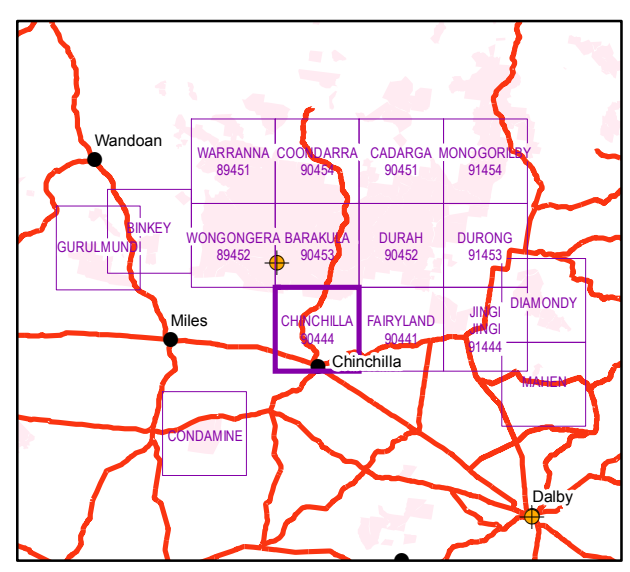 Wandoan
WARRANNA
89451
COONDARRA
90454
CADARGA
90451
MONOGORILBY
91454
BINKEY
GURULMUNDI
WONGONGERA
89452
BARAKULA
90453
DURAH
90452
DURONG
91453
Miles
CHINCHILLA
90444
FAIRYLAND
90441
JINGI
JINGI
91444
DIAMONDY
Chinchilla
MAHEN
CONDAMINE
Dalby